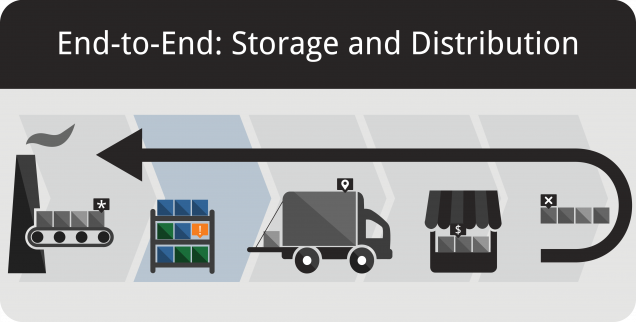 End-to-End: Storage and Distribution
*
!
$
×